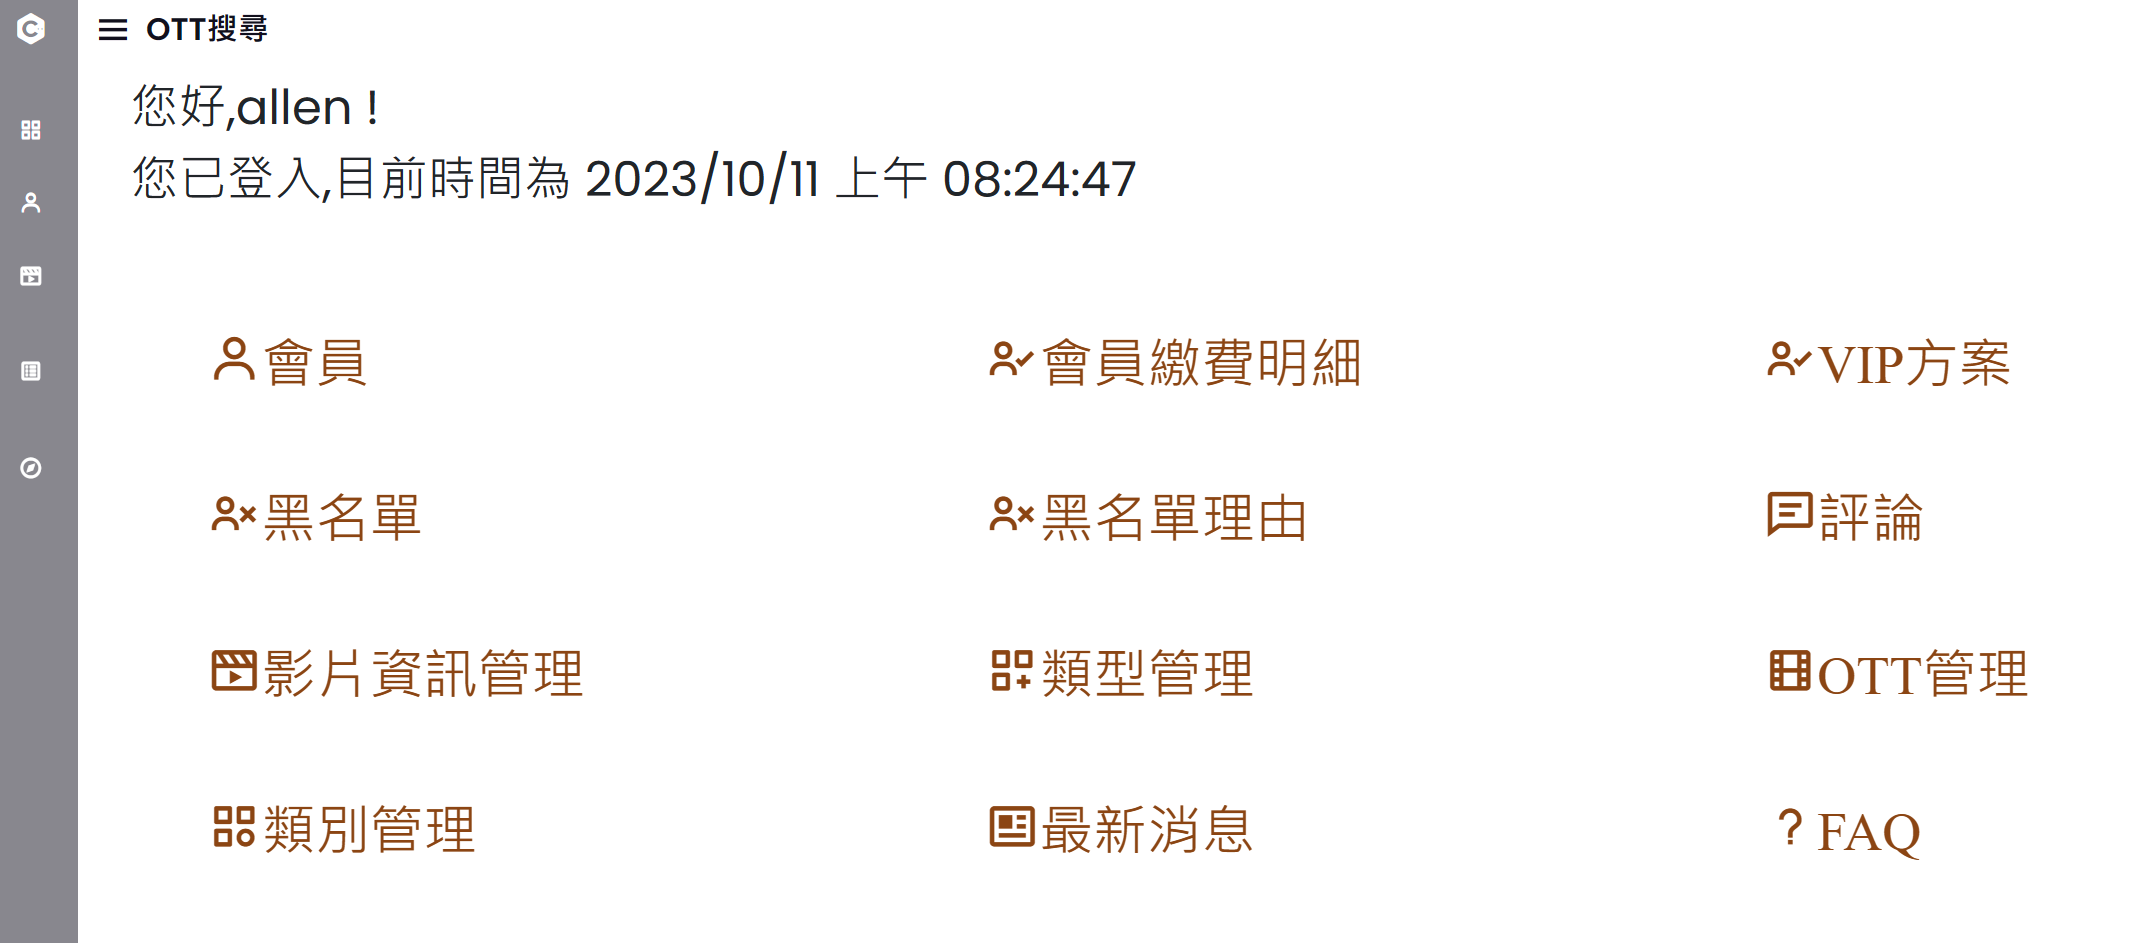 OTT搜尋
您好,allen !
您已登入,目前時間為 2023/10/11 上午 08:24:47
會員 會員繳費明細 VIP方案
黑名單 黑名單理由 評論
影片資訊管理 類型管理 OTT管理
類別管理 最新消息 FAQ